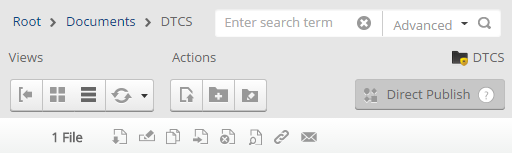 Root > Documents > DTCS Enter search term Advanced
Views Actions DTCS
Direct Publish ?
1 File